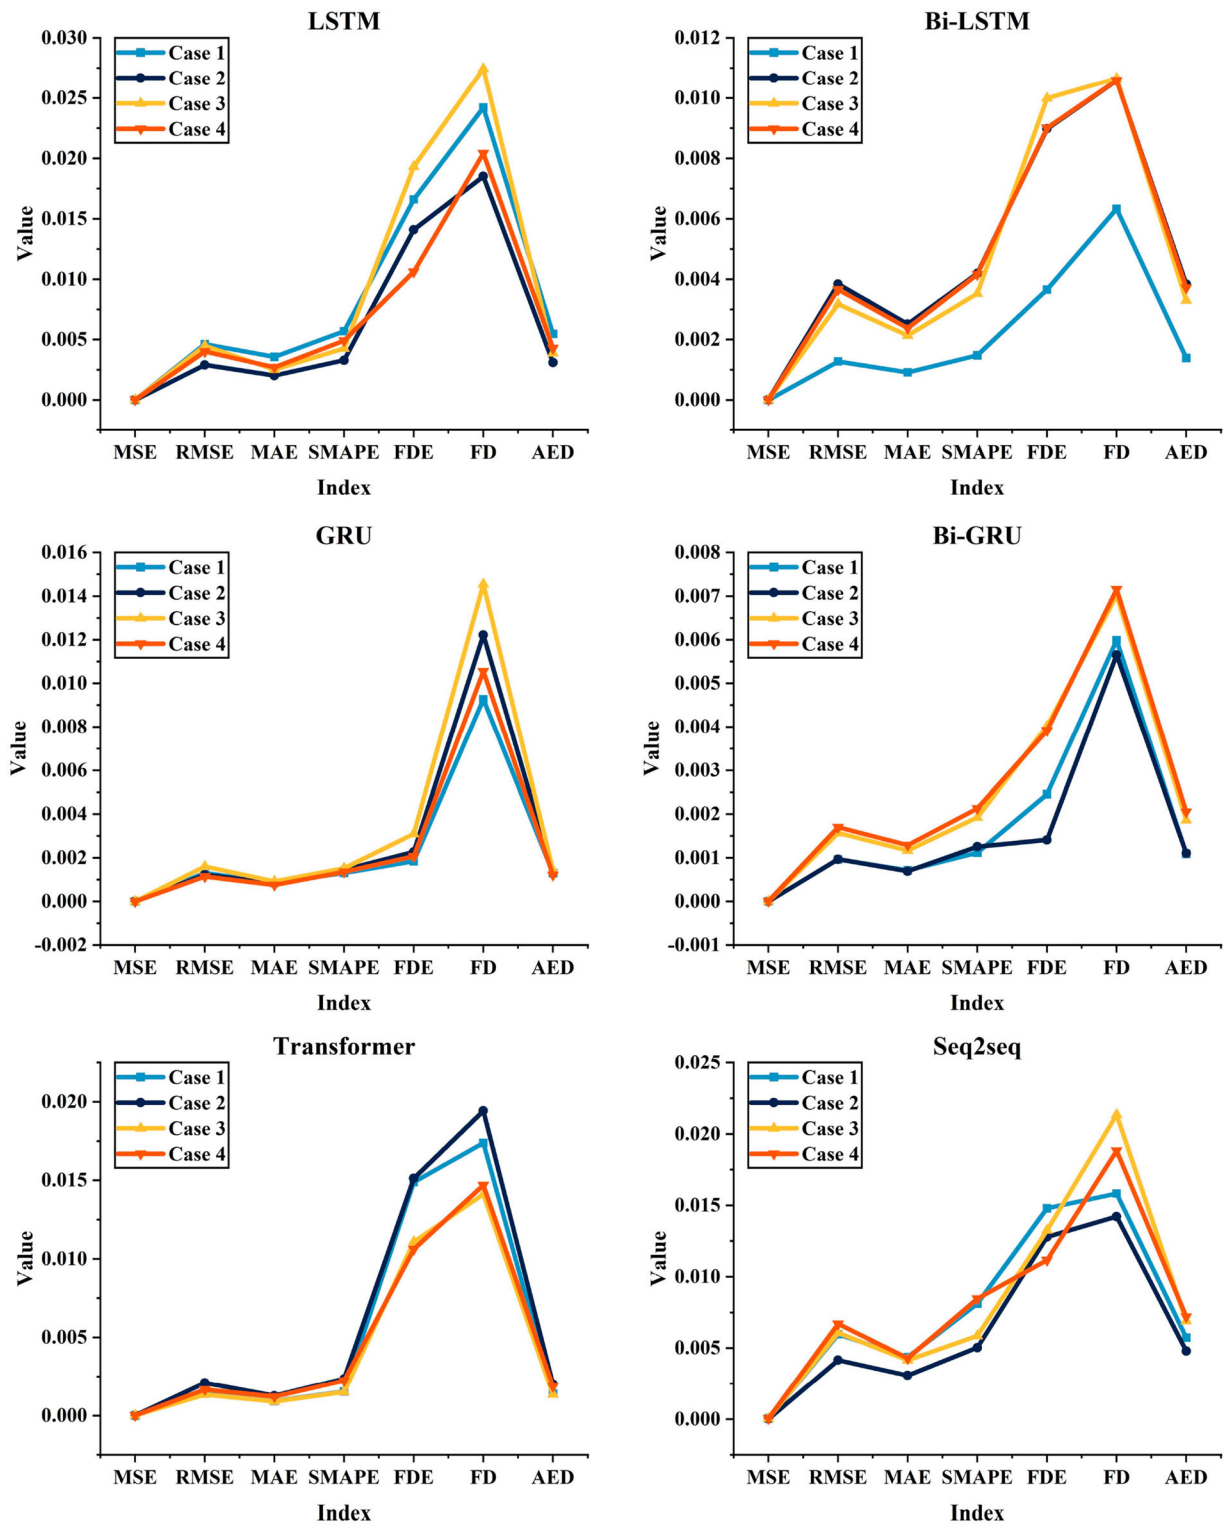 LSTM
0.030
0.025
0.020
0.015
0.010
0.005
0.000
Value
Case 1
Case 2
Case 3
Case 4
MSE RMSE MAE SMAPE FDE FD AED
Index
Bi-LSTM
0.012
0.010
0.008
0.006
0.004
0.002
0.000
Value
Case 1
Case 2
Case 3
Case 4
MSE RMSE MAE SMAPE FDE FD AED
Index
GRU
0.016
0.014
0.012
0.010
0.008
0.006
0.004
0.002
0.000
-0.002
Value
Case 1
Case 2
Case 3
Case 4
MSE RMSE MAE SMAPE FDE FD AED
Index
Bi-GRU
0.008
0.007
0.006
0.005
0.004
0.003
0.002
0.001
0.000
-0.001
Value
Case 1
Case 2
Case 3
Case 4
MSE RMSE MAE SMAPE FDE FD AED
Index
Transformer
0.020
0.015
0.010
0.005
0.000
Value
Case 1
Case 2
Case 3
Case 4
MSE RMSE MAE SMAPE FDE FD AED
Index
Seq2seq
0.025
0.020
0.015
0.010
0.005
0.000
Value
Case 1
Case 2
Case 3
Case 4
MSE RMSE MAE SMAPE FDE FD AED
Index